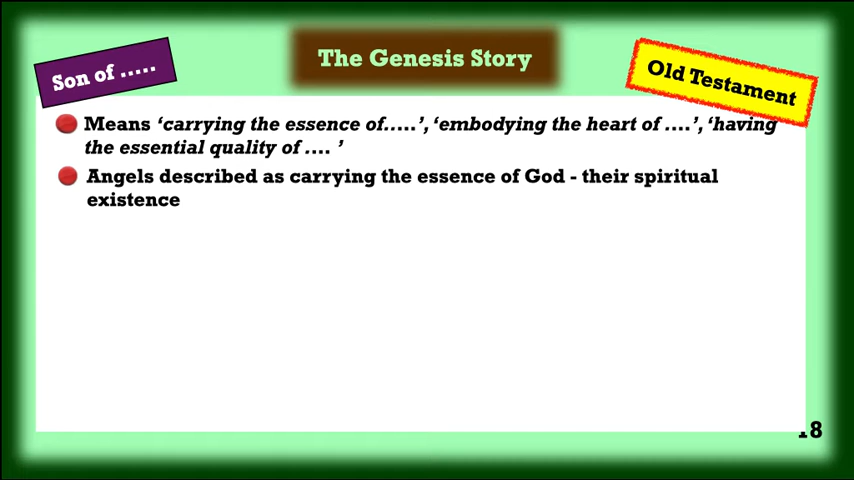 The Genesis Story
Son of .....
Old Testament
Means ‘carrying the essence of.....’, ‘embodying the heart of ....’, ‘having
the essential quality of .... ’
Angels described as carrying the essence of God - their spiritual
existence
18